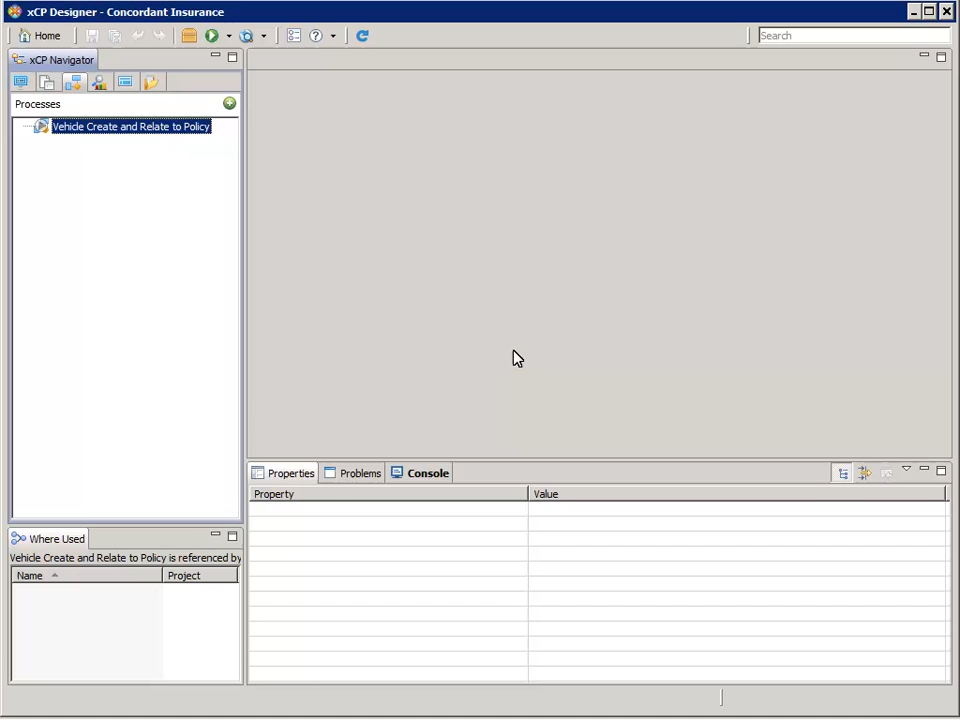 xCP Designer - Concordant Insurance
Home
Search
xCP Navigator
Processes
Vehicle Create and Relate to Policy
Properties
Problems
Console
Property
Value
Where Used
Vehicle Create and Relate to Policy is referenced by
Name
Project